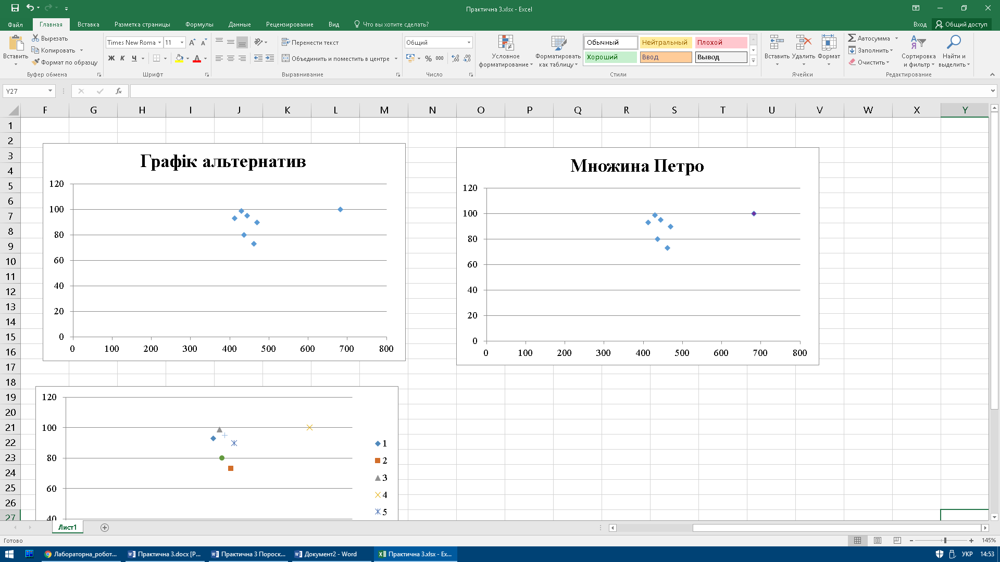 Практична 3.xlsx - Excel
Файл Главная Вставка Разметка страницы Формулы Данные Рецензирование Вид Что вы хотите сделать? Вход Общий доступ
Вставить
Вырезать
Копировать
Формат по образцу
Буфер обмена
Times New Roma 11
Ж К Ч
Шрифт
Перенести текст
Объединить и поместить в центре
Выравнивание
Общий
% 000
Число
Условное форматирование
Форматировать как таблицу
Обычный Нейтральный Плохой
Хороший Ввод Вывод
Стили
Вставить Удалить Формат
Ячейки
Автосумма
Заполнить
Очистить
Сортировка и фильтр
Найти и выделить
Редактирование
Y27
fx
F G H I J K L M N O P Q R S T U V W X Y
1
2
3
4
5
6
7
8
9
10
11
12
13
14
15
16
17
18
19
20
21
22
23
24
25
26
27
Графік альтернатив
120
100
80
60
40
20
0
0 100 200 300 400 500 600 700 800
Множина Петро
120
100
80
60
40
20
0
0 100 200 300 400 500 600 700 800
120
100
80
60
40
1
2
3
4
5
Лист1
Готово
145%
Лабораторна_робот...
Практична 3.docx [Р...
Практична 3 Пороск...
Документ2 - Word
Практична 3.xlsx - Ex...
УКР
14:53